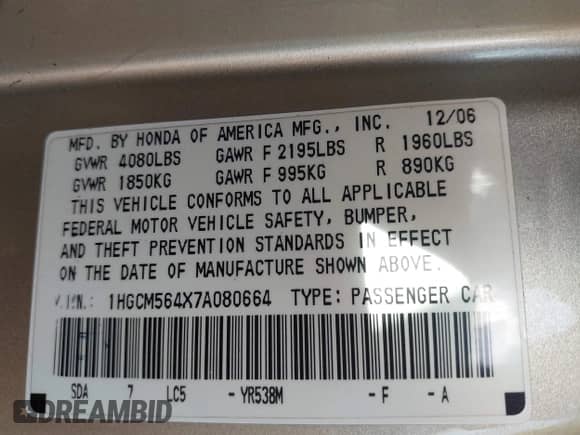 MFD. BY HONDA OF AMERICA MFG., INC. 12/06
GVWR 4080LBS GAWR F 2195LBS R 1960LBS
GVWR 1850KG GAWR F 995KG R 890KG
THIS VEHICLE CONFORMS TO ALL APPLICABLE
FEDERAL MOTOR VEHICLE SAFETY, BUMPER,
AND THEFT PREVENTION STANDARDS IN EFFECT
ON THE DATE OF MANUFACTURE SHOWN ABOVE.
V.I.N.: 1HGCM564X7A080664 TYPE: PASSENGER CAR
SDA 7 LC5 - YR538M - F - A
DREAMBID